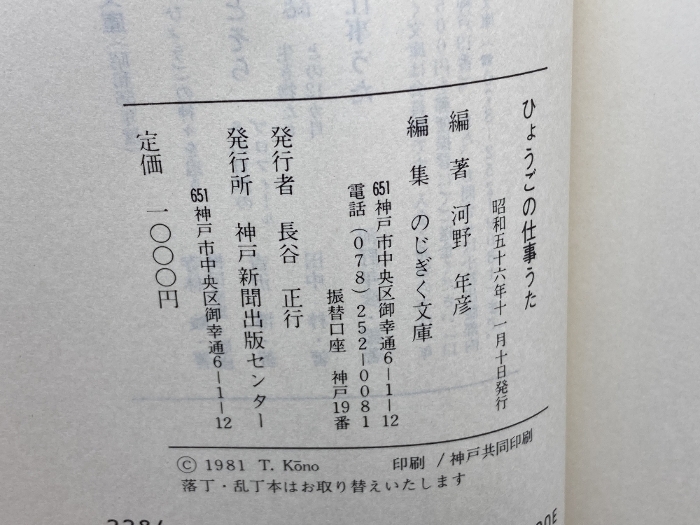 ひょうごの仕事うた
昭和五十六年十一月十日発行
編著 河野 年彦
編集 のじぎく文庫
651 神戸市中央区御幸通6―1―12
電話(078)252―0081
振替口座 神戸19番
発行者 長谷 正行
発行所 神戸新聞出版センター
651 神戸市中央区御幸通6―1―12
定価 一〇〇〇円
© 1981 T. Kōno 印刷/神戸共同印刷
落丁・乱丁本はお取り替えいたします